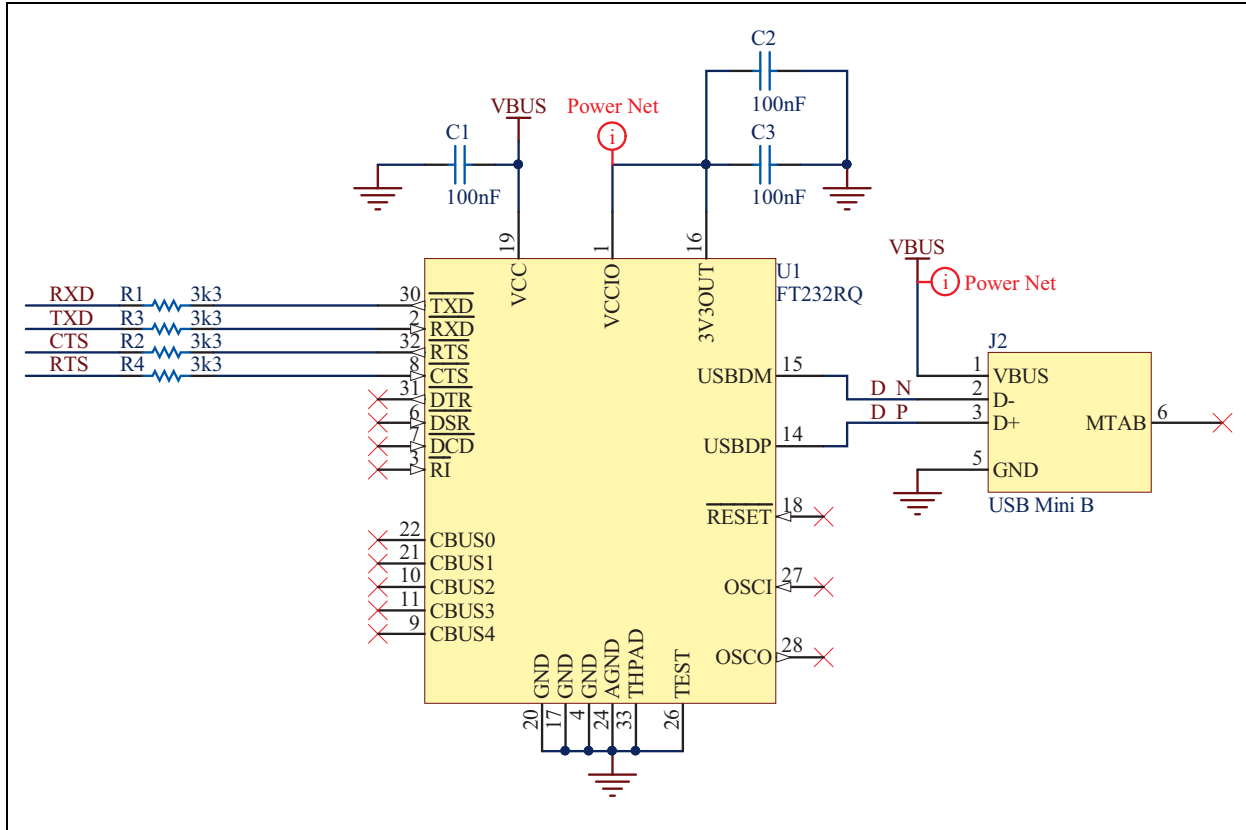 C2
100nF
VBUS
Power Net
i
C1
100nF
C3
100nF
19
1
16
VCC
VCCIO
3V3OUT
U1
FT232RQ
VBUS
i
Power Net
RXD R1 3k3 30 TXD
TXD R3 3k3 2 RXD
CTS R2 3k3 32 RTS
RTS R4 3k3 8 CTS
31 DTR
6 DSR
7 DCD
3 RI
22 CBUS0
21 CBUS1
10 CBUS2
11 CBUS3
9 CBUS4
USBDM 15 D_N
USBDP 14 D_P
RESET 18
OSCI 27
OSCO 28
J2
1 VBUS
2 D-
3 D+
MTAB 6
5 GND
USB Mini B
GND
GND
GND
AGND
THPAD
TEST
20
17
4
24
33
26